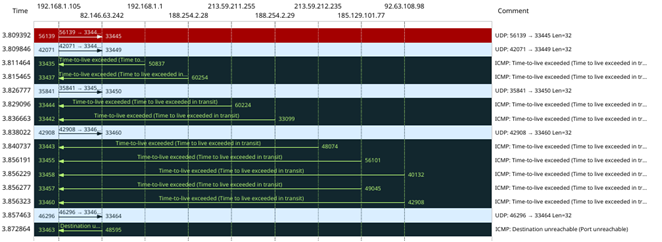 Time 192.168.1.105 192.168.1.1 213.59.211.255 213.59.212.235 92.63.108.98 Comment
82.146.63.242 188.254.2.28 188.254.2.29 185.129.101.77
3.809392 56139 56139 → 3344... 33445 UDP: 56139 → 33445 Len=32
3.809846 42071 42071 → 3344... 33449 UDP: 42071 → 33449 Len=32
3.811464 33435 Time-to-live exceeded (Time to... 50837 ICMP: Time-to-live exceeded (Time to live exceeded in tr...
3.815465 33437 Time-to-live exceeded (Time to live exceeded in... 60254 ICMP: Time-to-live exceeded (Time to live exceeded in tr...
3.826777 35841 35841 → 3345... 33450 UDP: 35841 → 33450 Len=32
3.829096 33444 Time-to-live exceeded (Time to live exceeded in transit) 60224 ICMP: Time-to-live exceeded (Time to live exceeded in tr...
3.836663 33442 Time-to-live exceeded (Time to live exceeded in transit) 33099 ICMP: Time-to-live exceeded (Time to live exceeded in tr...
3.838022 42908 42908 → 3346... 33460 UDP: 42908 → 33460 Len=32
3.840737 33443 Time-to-live exceeded (Time to live exceeded in transit) 48074 ICMP: Time-to-live exceeded (Time to live exceeded in tr...
3.856191 33455 Time-to-live exceeded (Time to live exceeded in transit) 56101 ICMP: Time-to-live exceeded (Time to live exceeded in tr...
3.856229 33458 Time-to-live exceeded (Time to live exceeded in transit) 40132 ICMP: Time-to-live exceeded (Time to live exceeded in tr...
3.856277 33457 Time-to-live exceeded (Time to live exceeded in transit) 49045 ICMP: Time-to-live exceeded (Time to live exceeded in tr...
3.856323 33460 Time-to-live exceeded (Time to live exceeded in transit) 42908 ICMP: Time-to-live exceeded (Time to live exceeded in tr...
3.857463 46296 46296 → 3346... 33464 UDP: 46296 → 33464 Len=32
3.872864 33463 Destination u... 48595 ICMP: Destination unreachable (Port unreachable)